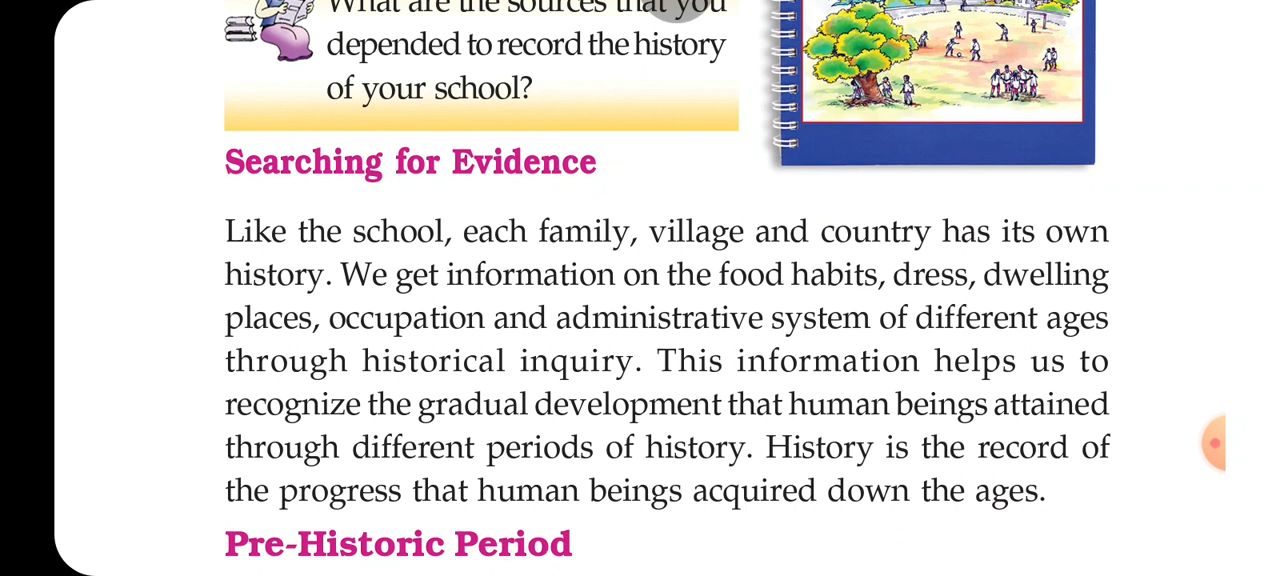 What are the sources that you
depended to record the history
of your school?
Searching for Evidence
Like the school, each family, village and country has its own
history. We get information on the food habits, dress, dwelling
places, occupation and administrative system of different ages
through historical inquiry. This information helps us to
recognize the gradual development that human beings attained
through different periods of history. History is the record of
the progress that human beings acquired down the ages.
Pre-Historic Period